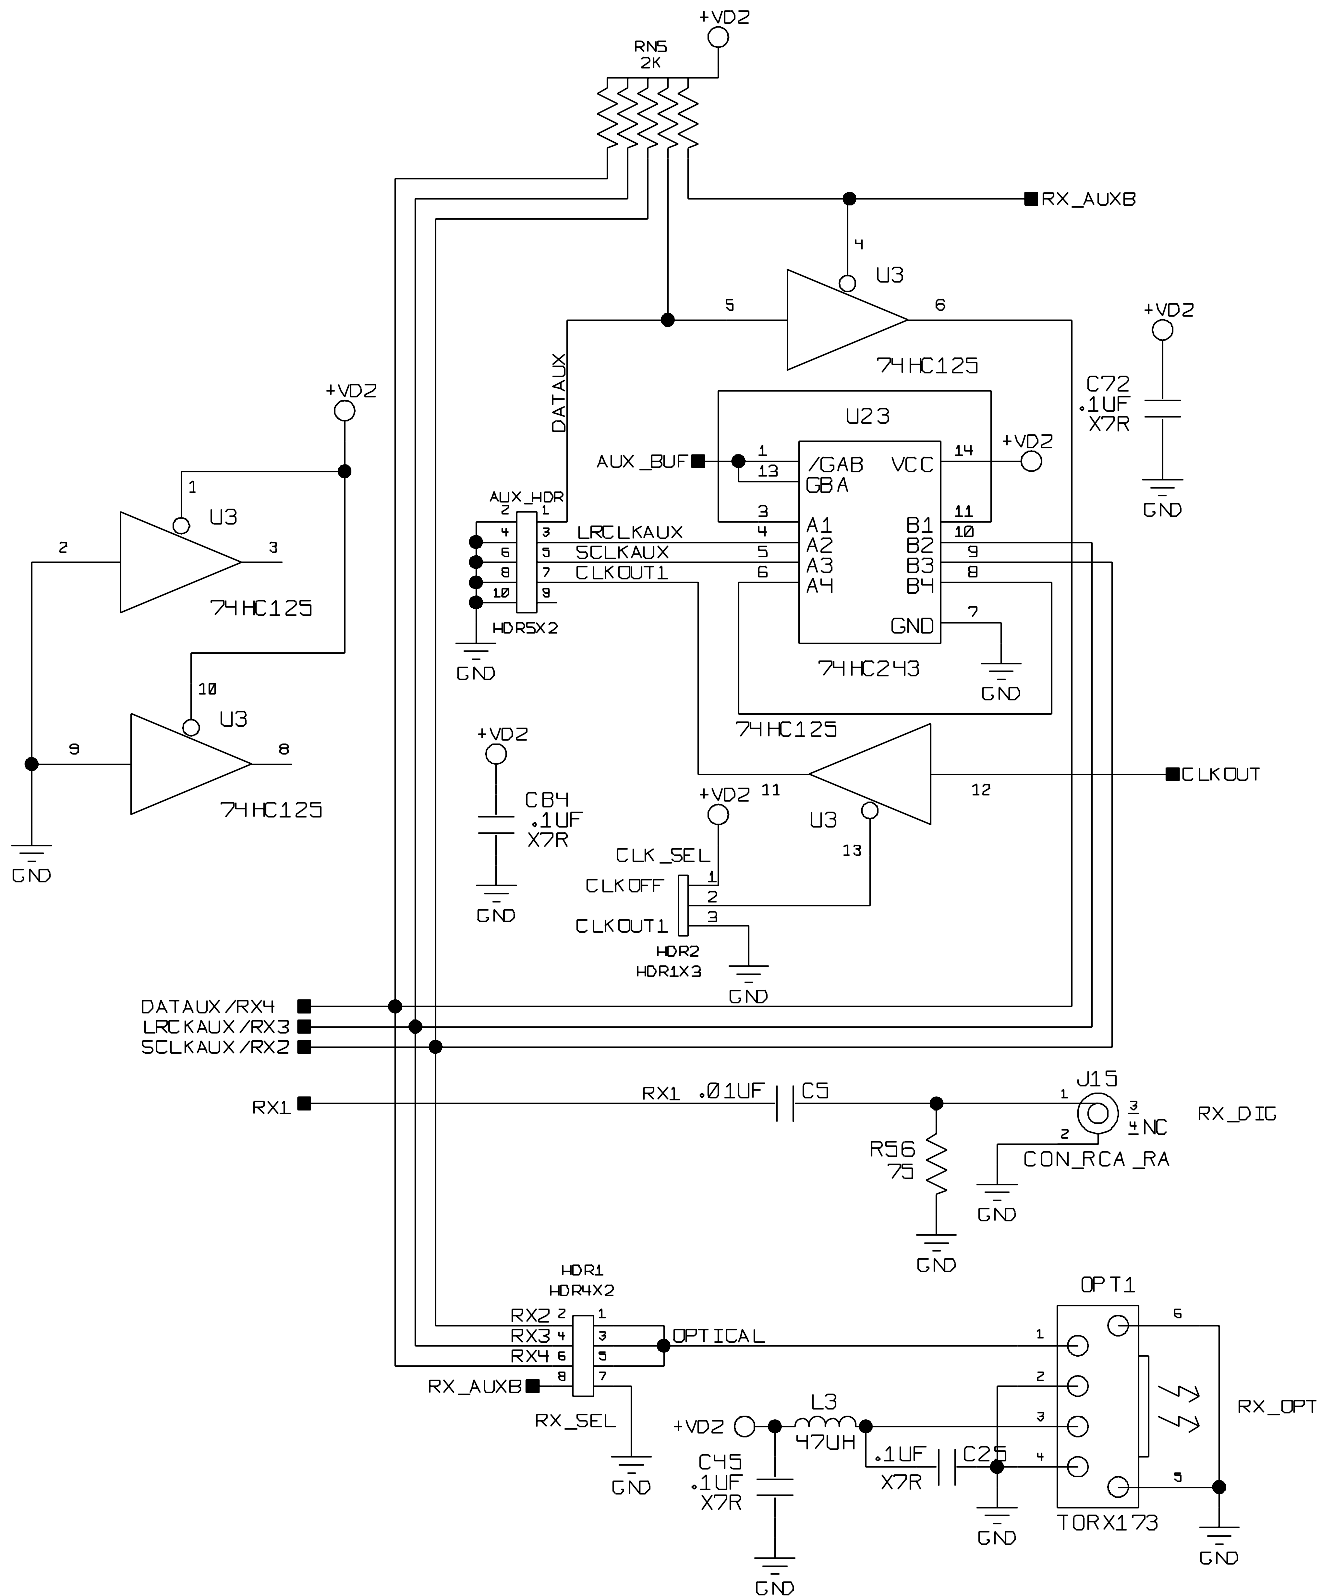 +VD2
RN5
2K
RX_AUXB
4
U3
5
6
74HC125
+VD2
C72
.1UF
X7R
GND
DATAUX
+VD2
1
U3
2
3
74HC125
10
U3
9
8
74HC125
GND
U23
AUX_BUF
1
13
/GAB
GBA
VCC
14
+VD2
3
4
5
6
A1
A2
A3
A4
B1
B2
B3
B4
11
10
9
8
GND
7
GND
74HC243
AUX_HDR
2
1
4
3
6
5
8
7
10
9
LRCLKAUX
SCLKAUX
CLKOUT1
HDR5X2
GND
74HC125
11
12
CLKOUT
U3
13
+VD2
C84
.1UF
X7R
GND
+VD2
CLK_SEL
CLKOFF
1
2
CLKOUT1
3
HDR2
HDR1X3
GND
DATAUX/RX4
LRCKAUX/RX3
SCLKAUX/RX2
RX1
RX1
.01UF
C5
J15
1
2
3
4
NC
RX_DIG
CON_RCA_RA
GND
R56
75
GND
HDR1
HDR4X2
RX2
2
1
RX3
4
3
RX4
6
5
RX_AUXB
8
7
OPTICAL
RX_SEL
GND
OPT1
1
2
3
4
6
5
RX_OPT
TORX173
GND
+VD2
L3
47UH
C45
.1UF
X7R
GND
.1UF
X7R
C25
GND